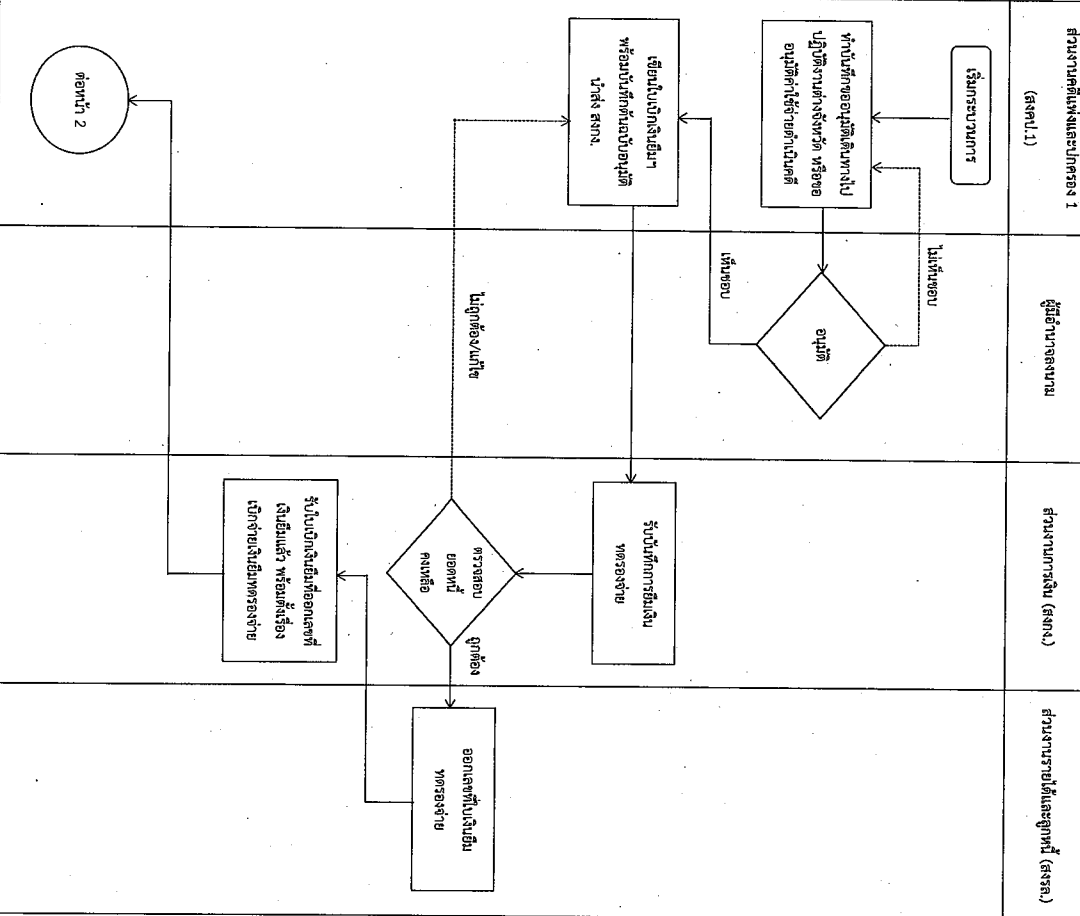 ส่วนงานคดีแพ่งและปกครอง 1
(สงคป.1)
ผู้มีอำนาจลงนาม
ส่วนงานการเงิน (สงกง.)
ส่วนงานรายได้และลูกหนี้ (สงรล.)
เริ่มกระบวนการ
ทำบันทึกขออนุมัติเดินทางไป
ปฏิบัติงานต่างจังหวัด หรือขอ
อนุมัติค่าใช้จ่ายดำเนินคดี
ไม่เห็นชอบ
อนุมัติ
เห็นชอบ
เขียนใบเบิกเงินยืมฯ
พร้อมบันทึกต้นฉบับอนุมัติ
นำส่ง สงกง.
รับบันทึกการยืมเงิน
ทดรองจ่าย
ตรวจสอบ
ยอดหนี้
คงเหลือ
ไม่ถูกต้อง/แก้ไข
ถูกต้อง
ออกเลขที่ใบเงินยืม
ทดรองจ่าย
รับใบเบิกเงินยืมที่ออกเลขที่
เงินยืมแล้ว พร้อมตั้งเรื่อง
เบิกจ่ายเงินยืมทดรองจ่าย
ต่อหน้า 2